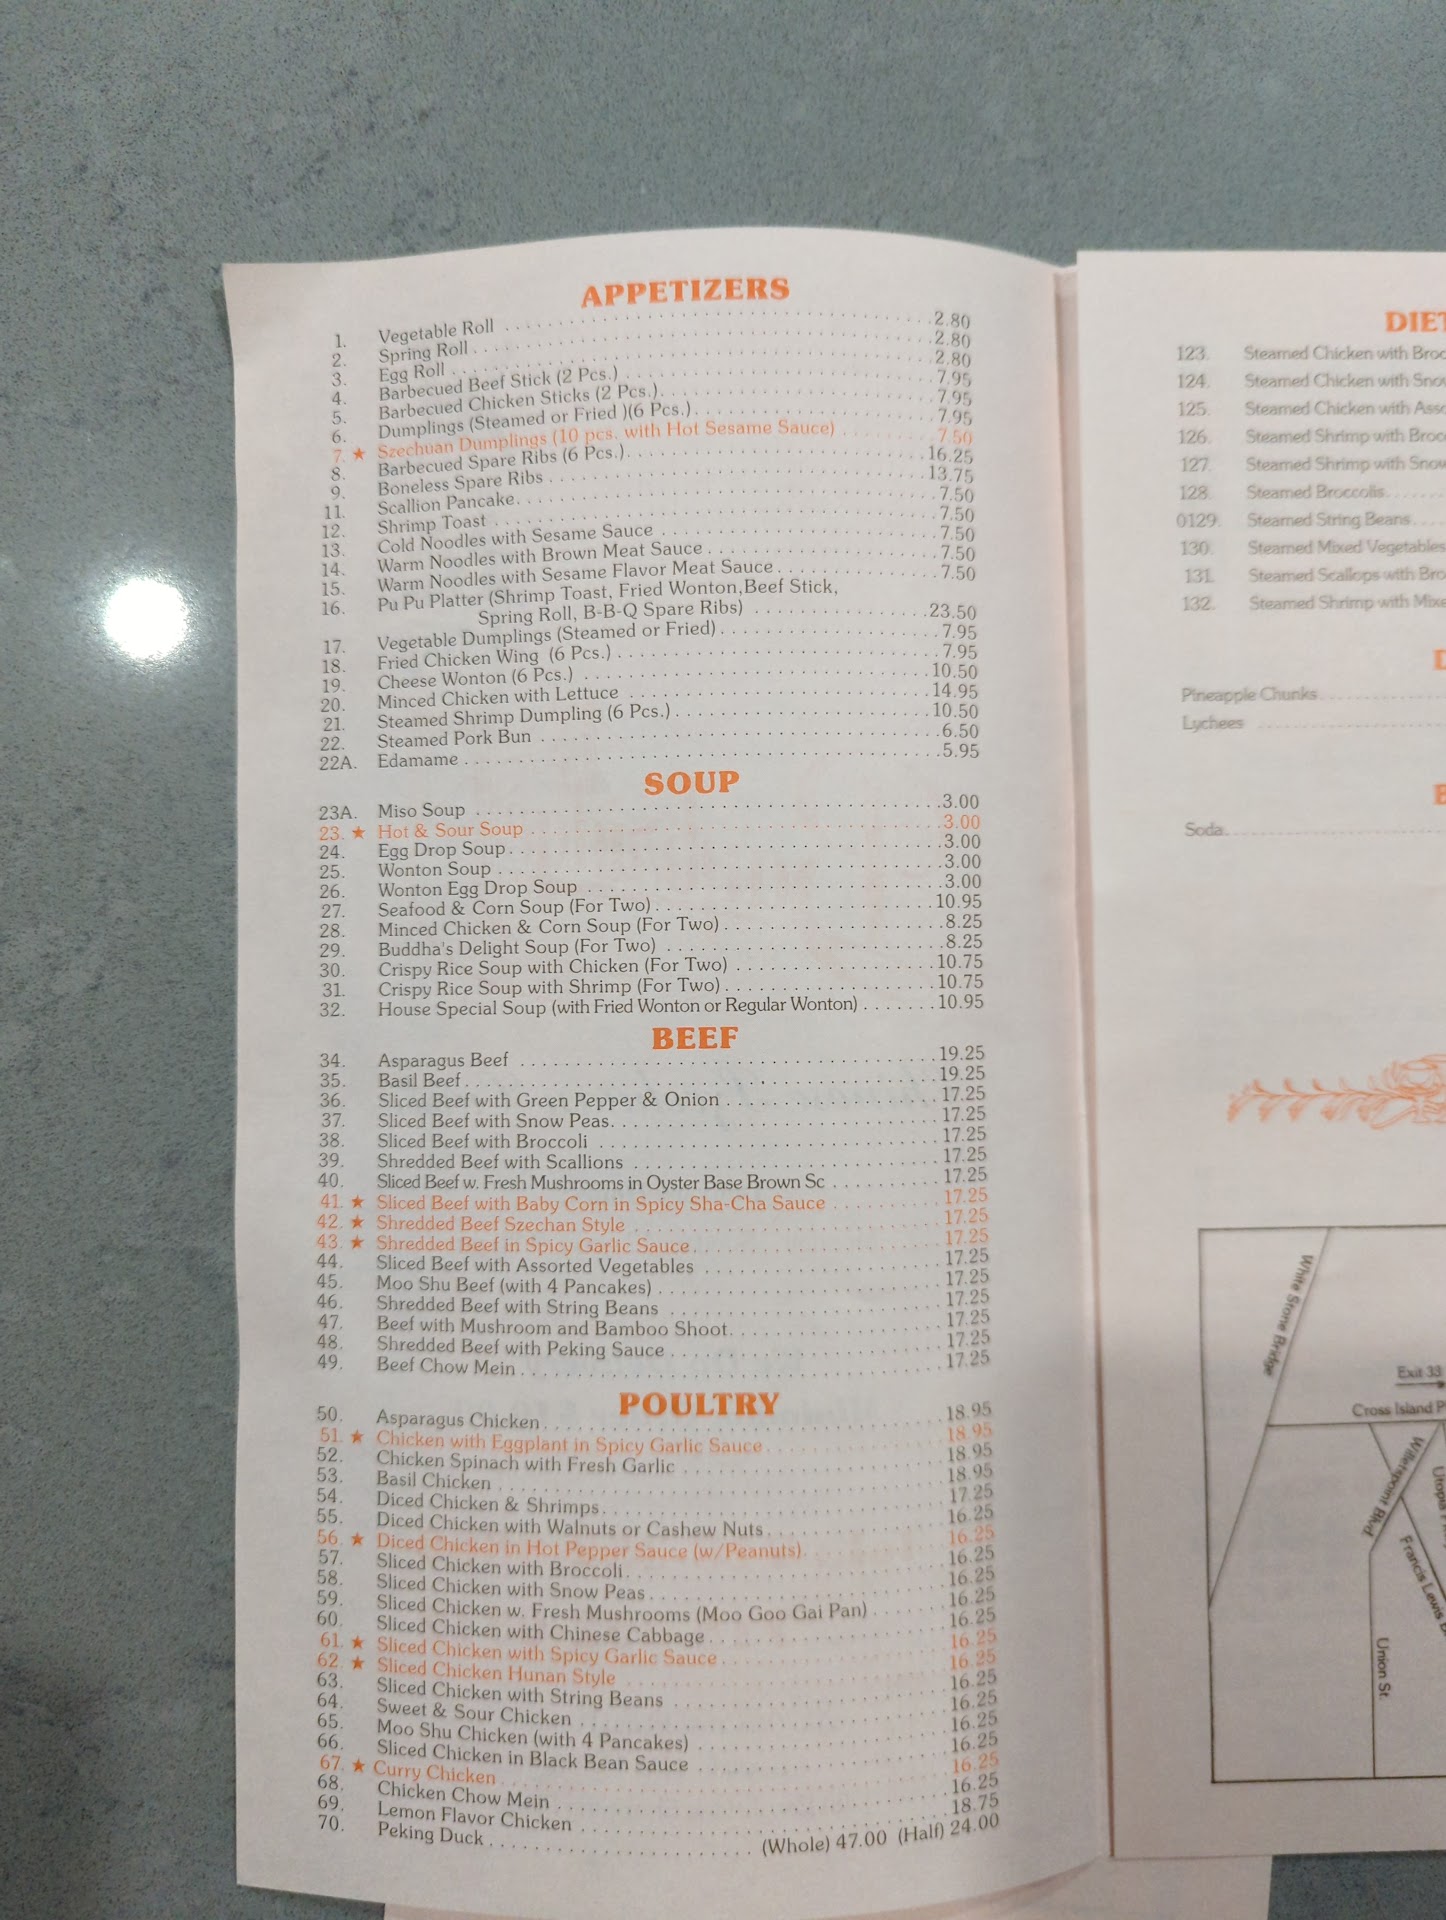 APPETIZERS
1. Vegetable Roll 2.80
2. Spring Roll 2.80
3. Egg Roll 2.80
4. Barbecued Beef Stick (2 Pcs.) 7.95
5. Barbecued Chicken Sticks (2 Pcs.) 7.95
6. Dumplings (Steamed or Fried )(6 Pcs.) 7.95
7. ★ Szechuan Dumplings (10 pcs. with Hot Sesame Sauce) 7.50
8. Barbecued Spare Ribs (6 Pcs.) 16.25
9. Boneless Spare Ribs 13.75
11. Scallion Pancake 7.50
12. Shrimp Toast 7.50
13. Cold Noodles with Sesame Sauce 7.50
14. Warm Noodles with Brown Meat Sauce 7.50
15. Warm Noodles with Sesame Flavor Meat Sauce 7.50
16. Pu Pu Platter (Shrimp Toast, Fried Wonton,Beef Stick,
Spring Roll, B-B-Q Spare Ribs) 23.50
17. Vegetable Dumplings (Steamed or Fried) 7.95
18. Fried Chicken Wing (6 Pcs.) 7.95
19. Cheese Wonton (6 Pcs.) 10.50
20. Minced Chicken with Lettuce 14.95
21. Steamed Shrimp Dumpling (6 Pcs.) 10.50
22. Steamed Pork Bun 6.50
22A. Edamame 5.95
SOUP
23A. Miso Soup 3.00
23. ★ Hot & Sour Soup 3.00
24. Egg Drop Soup 3.00
25. Wonton Soup 3.00
26. Wonton Egg Drop Soup 3.00
27. Seafood & Corn Soup (For Two) 10.95
28. Minced Chicken & Corn Soup (For Two) 8.25
29. Buddha's Delight Soup (For Two) 8.25
30. Crispy Rice Soup with Chicken (For Two) 10.75
31. Crispy Rice Soup with Shrimp (For Two) 10.75
32. House Special Soup (with Fried Wonton or Regular Wonton) 10.95
BEEF
34. Asparagus Beef 19.25
35. Basil Beef 19.25
36. Sliced Beef with Green Pepper & Onion 17.25
37. Sliced Beef with Snow Peas 17.25
38. Sliced Beef with Broccoli 17.25
39. Shredded Beef with Scallions 17.25
40. Sliced Beef w. Fresh Mushrooms in Oyster Base Brown Sc 17.25
41. ★ Sliced Beef with Baby Corn in Spicy Sha-Cha Sauce 17.25
42. ★ Shredded Beef Szechan Style 17.25
43. ★ Shredded Beef in Spicy Garlic Sauce 17.25
44. Sliced Beef with Assorted Vegetables 17.25
45. Moo Shu Beef (with 4 Pancakes) 17.25
46. Shredded Beef with String Beans 17.25
47. Beef with Mushroom and Bamboo Shoot 17.25
48. Shredded Beef with Peking Sauce 17.25
49. Beef Chow Mein 17.25
POULTRY
50. Asparagus Chicken 18.95
51. ★ Chicken with Eggplant in Spicy Garlic Sauce 18.95
52. Chicken Spinach with Fresh Garlic 18.95
53. Basil Chicken 18.95
54. Diced Chicken & Shrimps 17.25
55. Diced Chicken with Walnuts or Cashew Nuts 16.25
56. ★ Diced Chicken in Hot Pepper Sauce (w/Peanuts) 16.25
57. Sliced Chicken with Broccoli 16.25
58. Sliced Chicken with Snow Peas 16.25
59. Sliced Chicken w. Fresh Mushrooms (Moo Goo Gai Pan) 16.25
60. Sliced Chicken with Chinese Cabbage 16.25
61. ★ Sliced Chicken with Spicy Garlic Sauce 16.25
62. ★ Sliced Chicken Hunan Style 16.25
63. Sliced Chicken with String Beans 16.25
64. Sweet & Sour Chicken 16.25
65. Moo Shu Chicken (with 4 Pancakes) 16.25
66. Sliced Chicken in Black Bean Sauce 16.25
67. ★ Curry Chicken 16.25
68. Chicken Chow Mein 16.25
69. Lemon Flavor Chicken 18.75
70. Peking Duck (Whole) 47.00 (Half) 24.00
DIET
123. Steamed Chicken with Broc
124. Steamed Chicken with Snow
125. Steamed Chicken with Asso
126. Steamed Shrimp with Broc
127. Steamed Shrimp with Snow
128. Steamed Broccolis
0129. Steamed String Beans
130. Steamed Mixed Vegetables
131. Steamed Scallops with Bro
132. Steamed Shrimp with Mixe
Pineapple Chunks
Lychees
Soda
White Stone Bridge
Exit 33
Cross Island P
Willetspoint Blvd.
Utopia
Francis Lewis B
Union St.